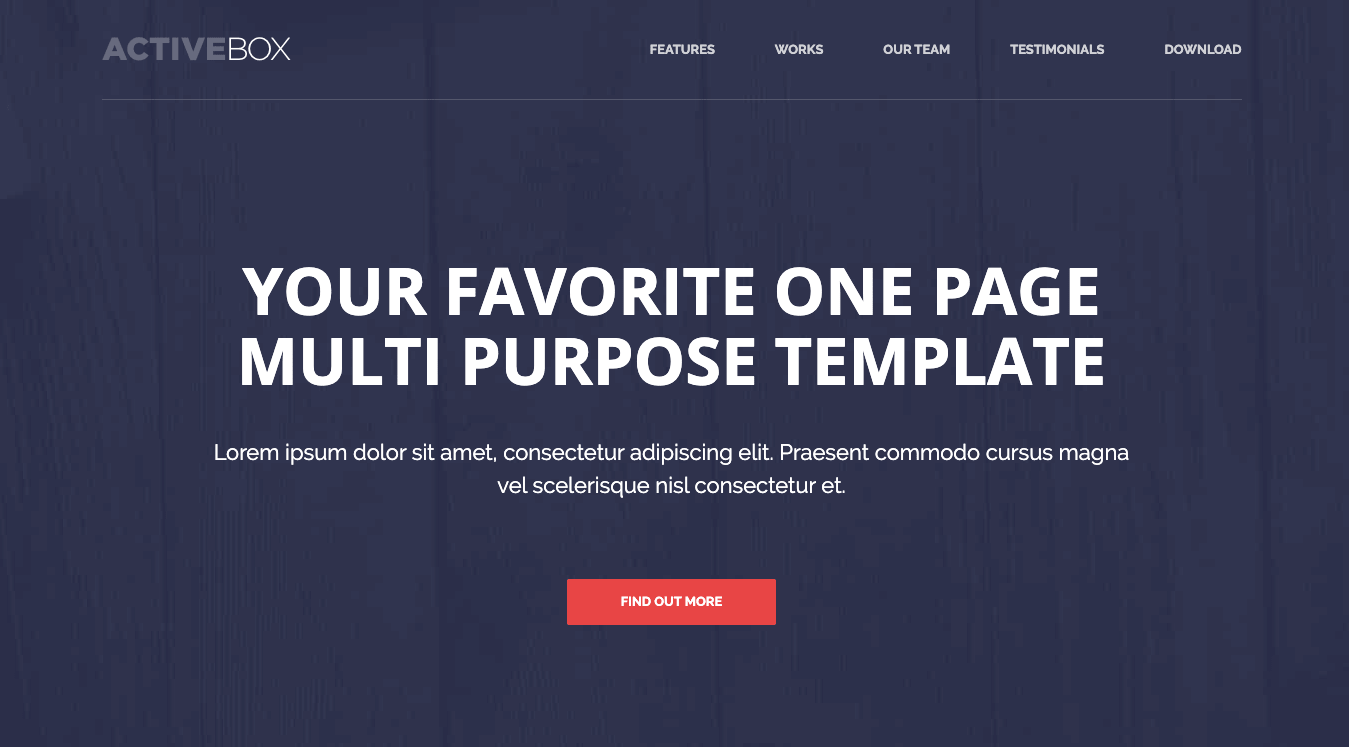 ACTIVEBOX
FEATURES WORKS OUR TEAM TESTIMONIALS DOWNLOAD
YOUR FAVORITE ONE PAGE
MULTI PURPOSE TEMPLATE
Lorem ipsum dolor sit amet, consectetur adipiscing elit. Praesent commodo cursus magna
vel scelerisque nisl consectetur et.
FIND OUT MORE